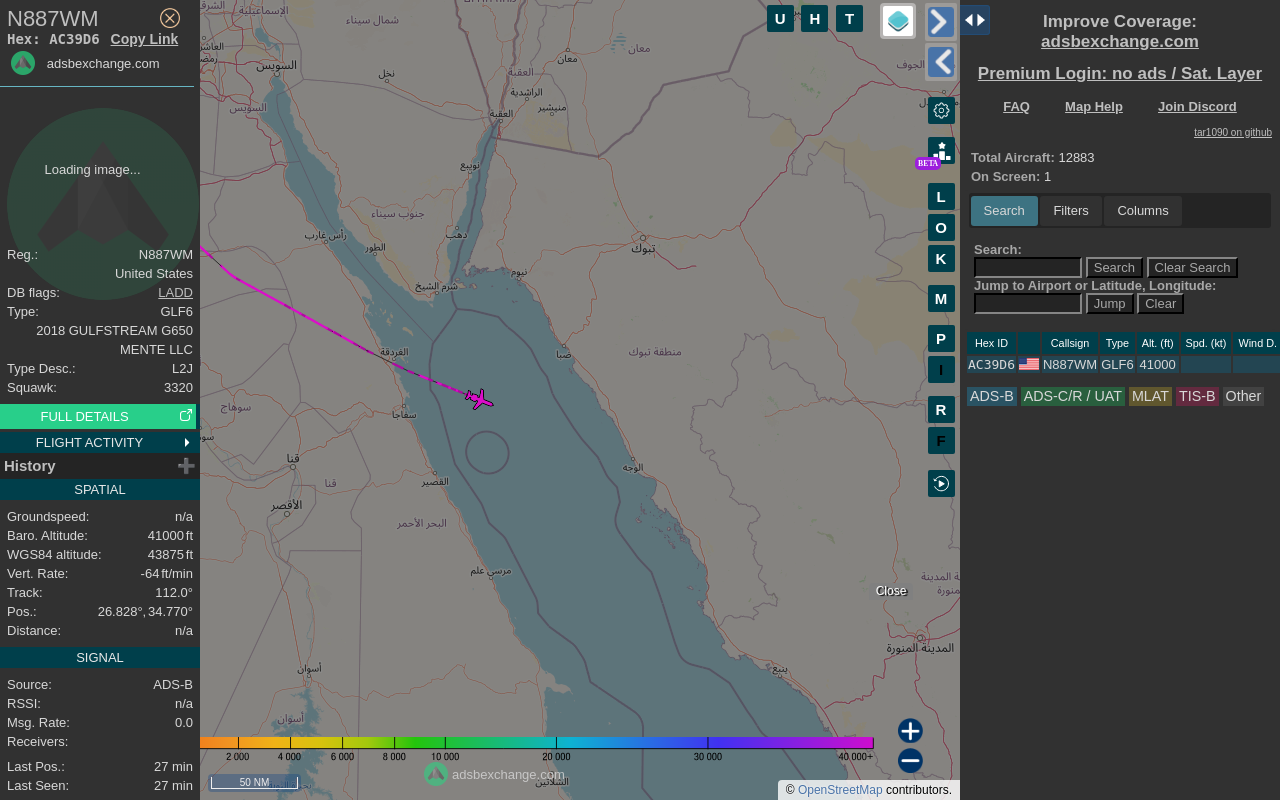 N887WM
Hex: AC39D6 Copy Link
adsbexchange.com
Loading image...
Reg.: N887WM
United States
DB flags: LADD
Type: GLF6
2018 GULFSTREAM G650
MENTE LLC
Type Desc.: L2J
Squawk: 3320
FULL DETAILS
FLIGHT ACTIVITY
History
SPATIAL
Groundspeed: n/a
Baro. Altitude: 41000 ft
WGS84 altitude: 43875 ft
Vert. Rate: -64 ft/min
Track: 112.0°
Pos.: 26.828°, 34.770°
Distance: n/a
SIGNAL
Source: ADS-B
RSSI: n/a
Msg. Rate: 0.0
Receivers:
Last Pos.: 27 min
Last Seen: 27 min
الإسماعيلية
شمال سيناء
السويس
السويس
نخل
معان
معان
العقبة
الراشدية
منيشير
العقبة
الجوف
نويبع
جنوب سيناء
رأس غارب
الطور
دهب
تبوك
شرم الشيخ
نيوم
الغردقة
ضبا
منطقة تبوك
سفاجا
سوهاج
قنا
قنا
القصير
الوجه
الأقصر
البحر الأحمر
مرسى علم
المدينة المنورة
أسوان
أسوان
ينبع
الشلاتين
U H T
L
O
K
M
P
I
R
F
BETA
Close
2 000 4 000 6 000 8 000 10 000 20 000 30 000 40 000+
50 NM
adsbexchange.com
© OpenStreetMap contributors.
Improve Coverage:
adsbexchange.com
Premium Login: no ads / Sat. Layer
FAQ Map Help Join Discord
tar1090 on github
Total Aircraft: 12883
On Screen: 1
Search Filters Columns
Search:
Search Clear Search
Jump to Airport or Latitude, Longitude:
Jump Clear
Hex ID Callsign Type Alt. (ft) Spd. (kt) Wind D.
AC39D6 N887WM GLF6 41000
ADS-B ADS-C/R / UAT MLAT TIS-B Other